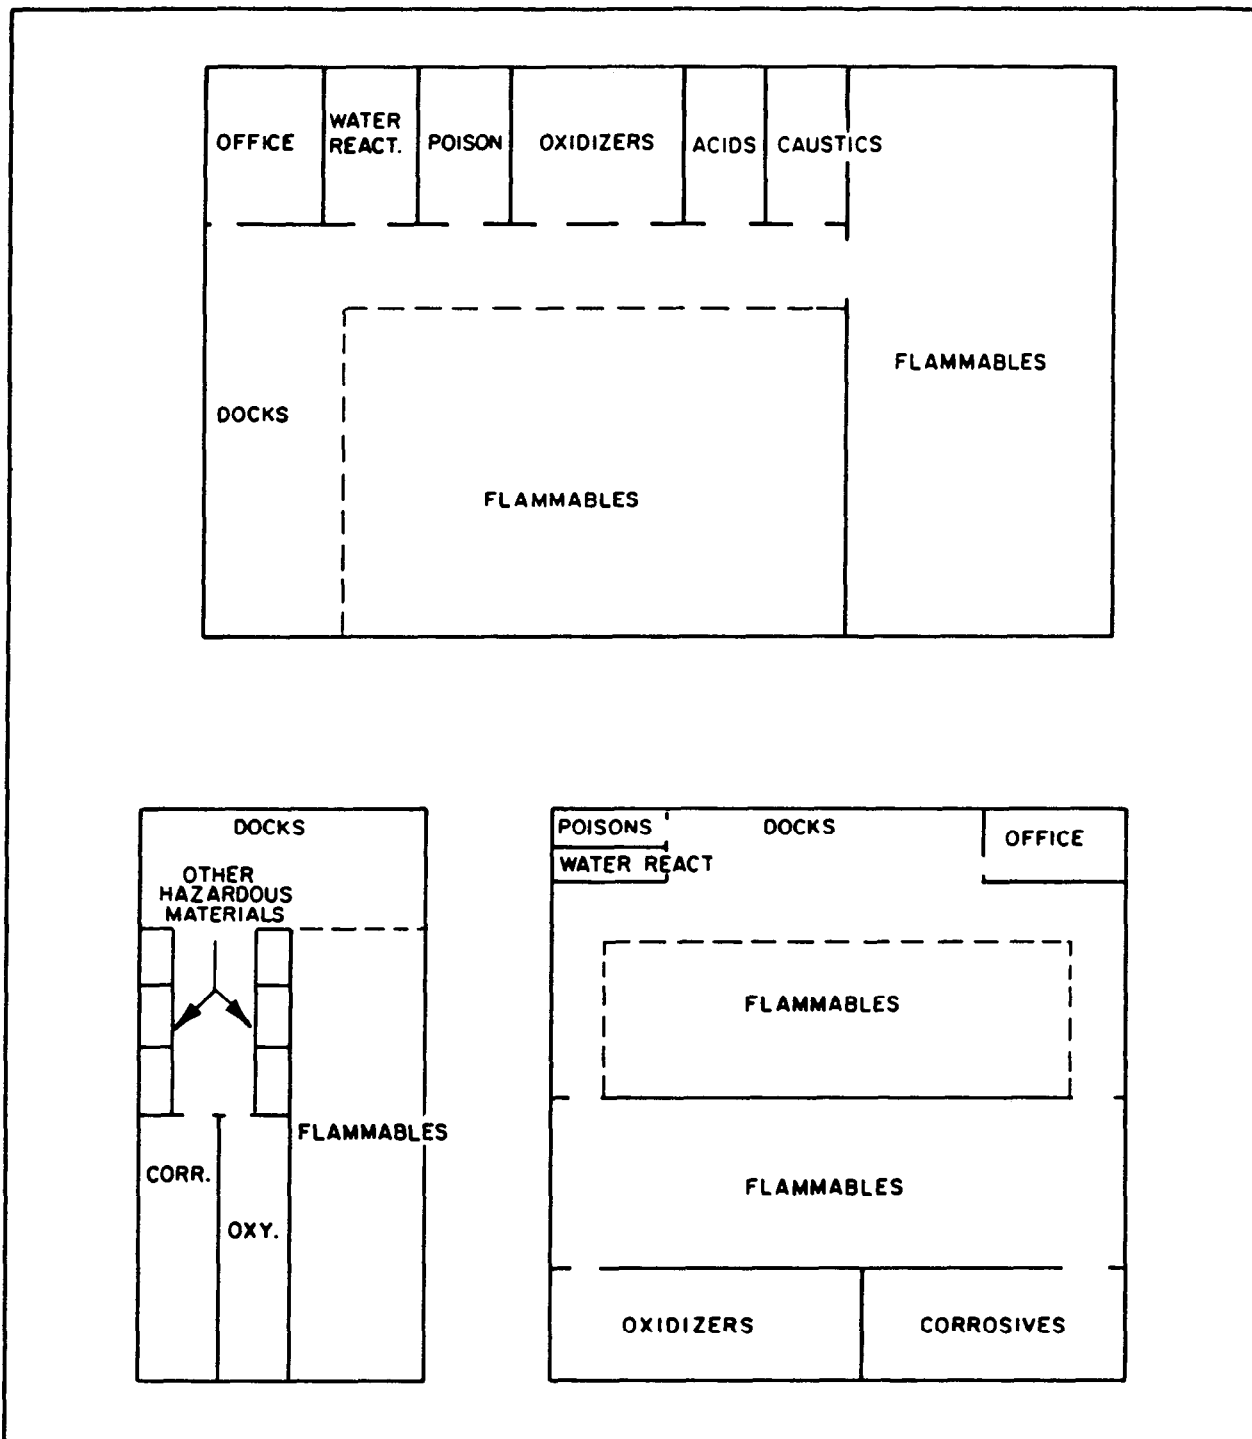 OFFICE
WATER
REACT.
POISON
OXIDIZERS
ACIDS
CAUSTICS
FLAMMABLES
DOCKS
FLAMMABLES
DOCKS
OTHER
HAZARDOUS
MATERIALS
FLAMMABLES
CORR.
OXY.
POISONS
DOCKS
OFFICE
WATER REACT
FLAMMABLES
FLAMMABLES
OXIDIZERS
CORROSIVES